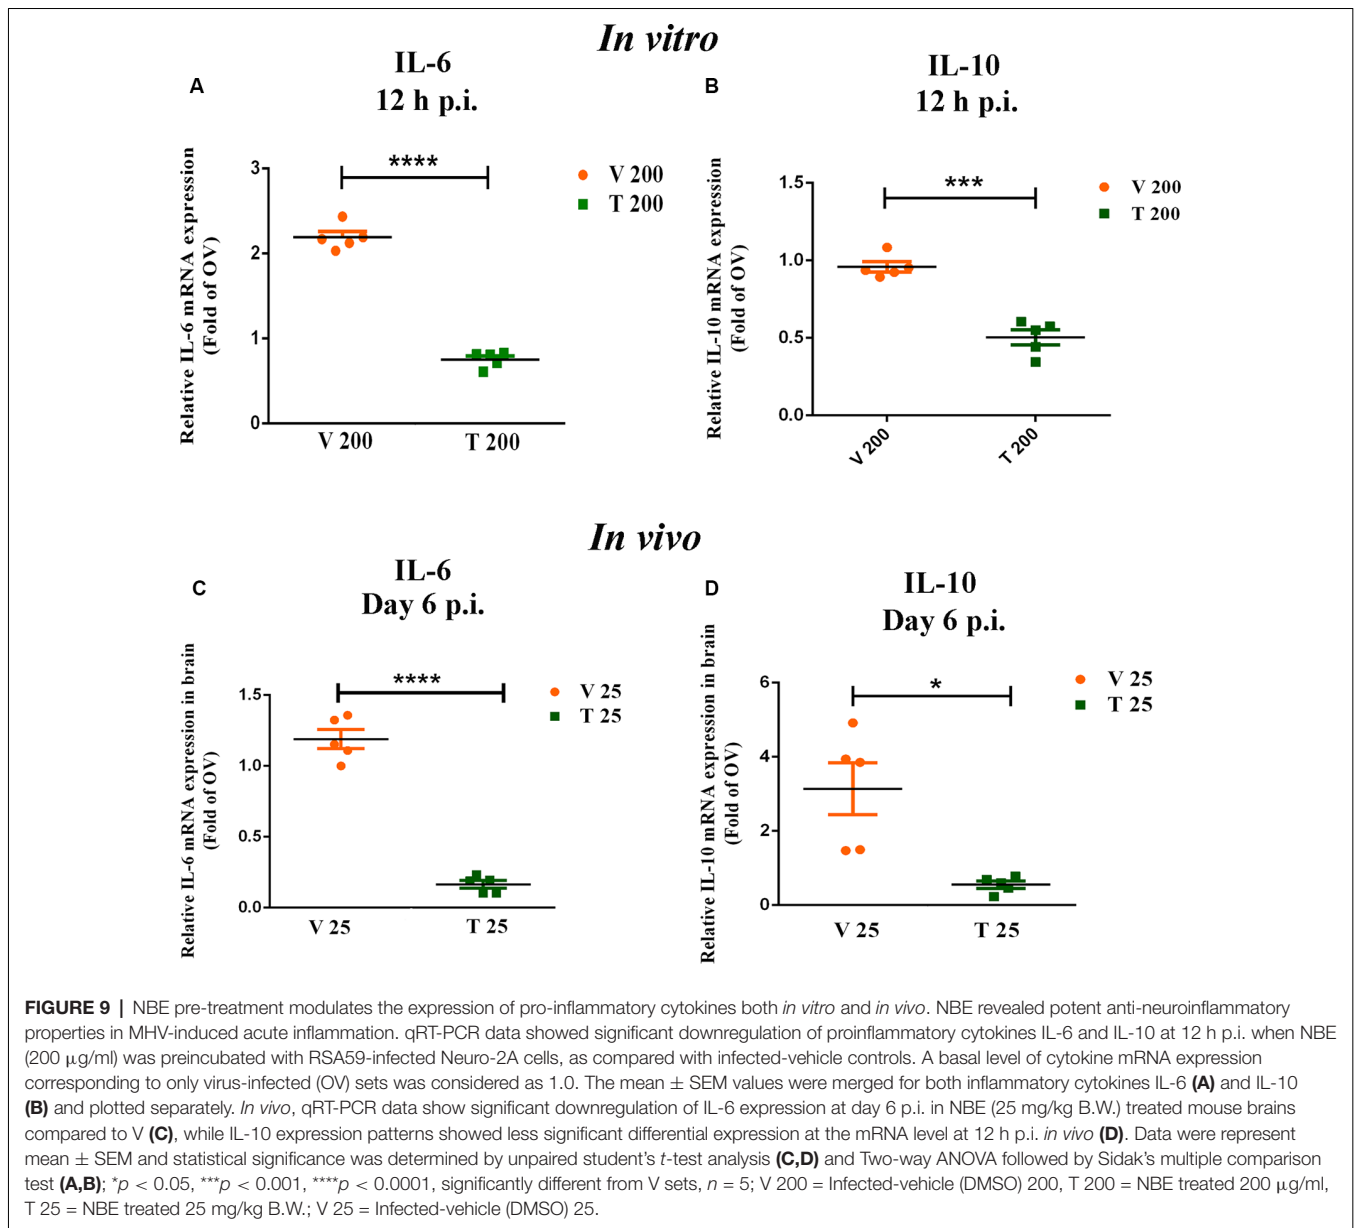 In vitro
A
IL-6
12 h p.i.
Relative IL-6 mRNA expression
(Fold of OV)
3
2
1
0
****
V 200
T 200
V 200
T 200
B
IL-10
12 h p.i.
Relative IL-10 mRNA expression
(Fold of OV)
1.5
1.0
0.5
0.0
***
V 200
T 200
V 200
T 200
In vivo
C
IL-6
Day 6 p.i.
Relative IL-6 mRNA expression in brain
(Fold of OV)
1.5
1.0
0.5
0.0
****
V 25
T 25
V 25
T 25
D
IL-10
Day 6 p.i.
Relative IL-10 mRNA expression in brain
(Fold of OV)
6
4
2
0
*
V 25
T 25
V 25
T 25
FIGURE 9 | NBE pre-treatment modulates the expression of pro-inflammatory cytokines both in vitro and in vivo. NBE revealed potent anti-neuroinflammatory
properties in MHV-induced acute inflammation. qRT-PCR data showed significant downregulation of proinflammatory cytokines IL-6 and IL-10 at 12 h p.i. when NBE
(200 μg/ml) was preincubated with RSA59-infected Neuro-2A cells, as compared with infected-vehicle controls. A basal level of cytokine mRNA expression
corresponding to only virus-infected (OV) sets was considered as 1.0. The mean ± SEM values were merged for both inflammatory cytokines IL-6 (A) and IL-10
(B) and plotted separately. In vivo, qRT-PCR data show significant downregulation of IL-6 expression at day 6 p.i. in NBE (25 mg/kg B.W.) treated mouse brains
compared to V (C), while IL-10 expression patterns showed less significant differential expression at the mRNA level at 12 h p.i. in vivo (D). Data were represent
mean ± SEM and statistical significance was determined by unpaired student's t-test analysis (C,D) and Two-way ANOVA followed by Sidak's multiple comparison
test (A,B); *p < 0.05, ***p < 0.001, ****p < 0.0001, significantly different from V sets, n = 5; V 200 = Infected-vehicle (DMSO) 200, T 200 = NBE treated 200 μg/ml,
T 25 = NBE treated 25 mg/kg B.W.; V 25 = Infected-vehicle (DMSO) 25.